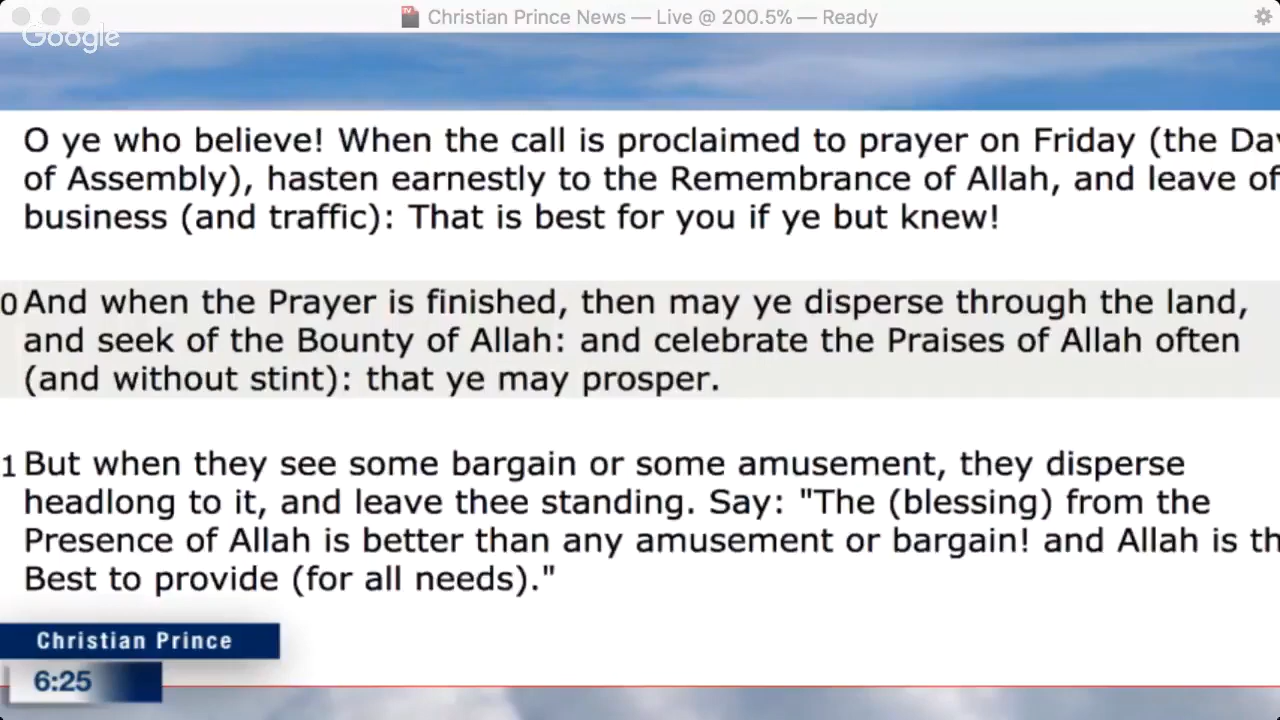 Christian Prince News — Live @ 200.5% — Ready
Google
O ye who believe! When the call is proclaimed to prayer on Friday (the Day
of Assembly), hasten earnestly to the Remembrance of Allah, and leave of
business (and traffic): That is best for you if ye but knew!
0 And when the Prayer is finished, then may ye disperse through the land,
and seek of the Bounty of Allah: and celebrate the Praises of Allah often
(and without stint): that ye may prosper.
1 But when they see some bargain or some amusement, they disperse
headlong to it, and leave thee standing. Say: "The (blessing) from the
Presence of Allah is better than any amusement or bargain! and Allah is th
Best to provide (for all needs)."
Christian Prince
6:25